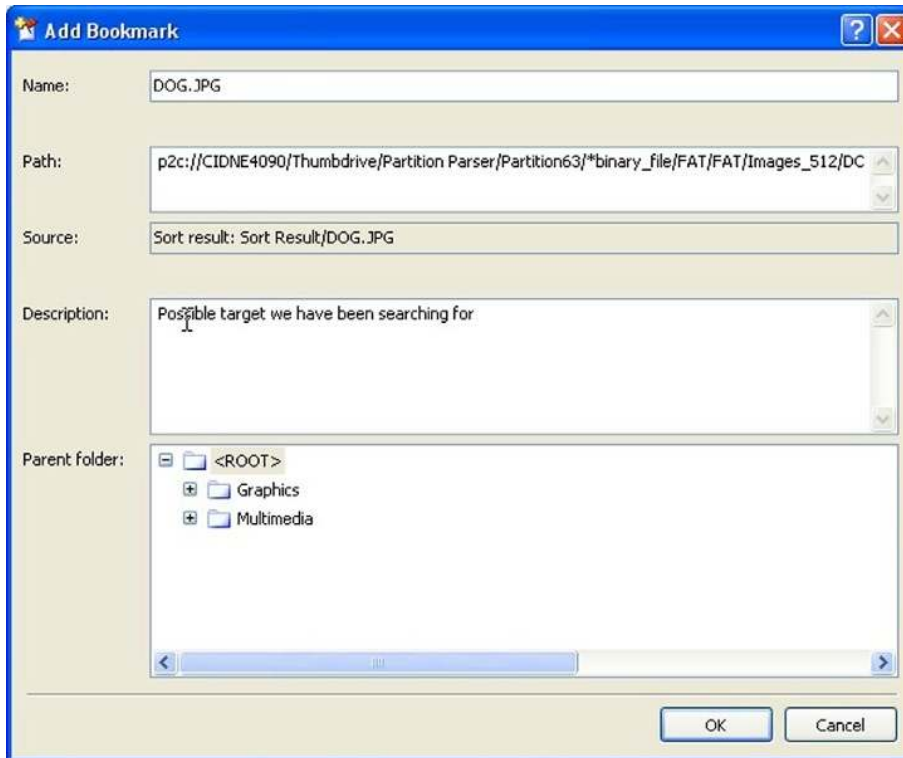 Add Bookmark
Name: DOG.JPG
Path: p2c://CIDNE4090/Thumbdrive/Partition Parser/Partition63/*binary_file/FAT/FAT/Images_512/DC
Source: Sort result: Sort Result/DOG.JPG
Description: Possible target we have been searching for
Parent folder: <ROOT>
Graphics
Multimedia
OK Cancel